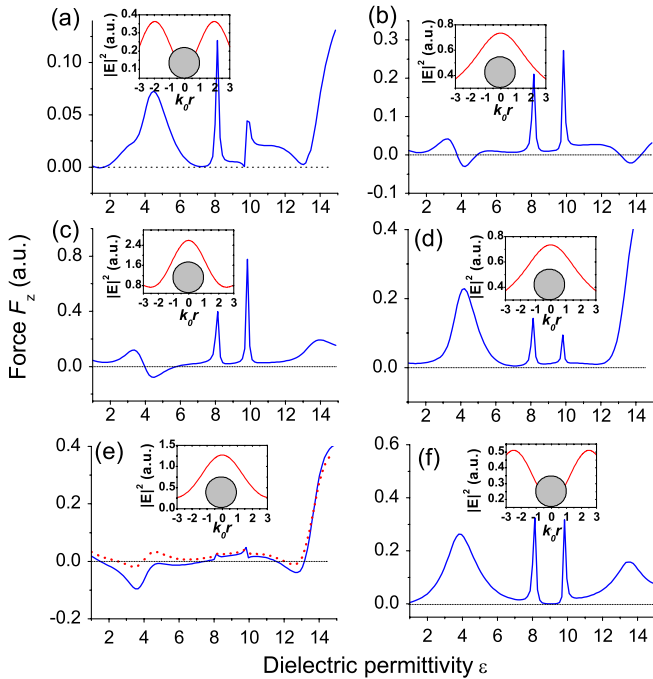 (a)
|E|² (a.u.)
0.4
0.3
0.2
0.1
-3 -2 -1 0 1 2 3
k₀r
0.10
0.05
0.00
2 4 6 8 10 12 14
(b)
|E|² (a.u.)
0.8
0.6
0.4
-3 -2 -1 0 1 2 3
k₀r
0.3
0.2
0.1
0.0
-0.1
2 4 6 8 10 12 14
(c)
|E|² (a.u.)
2.4
1.8
1.2
0.6
-3 -2 -1 0 1 2 3
k₀r
0.8
0.4
0.0
2 4 6 8 10 12 14
(d)
|E|² (a.u.)
0.8
0.6
0.4
-3 -2 -1 0 1 2 3
k₀r
0.4
0.2
0.0
2 4 6 8 10 12 14
Force F_z (a.u.)
(e)
|E|² (a.u.)
1.5
1.0
0.5
0.0
-3 -2 -1 0 1 2 3
k₀r
0.4
0.2
0.0
-0.2
2 4 6 8 10 12 14
(f)
|E|² (a.u.)
0.5
0.4
0.3
0.2
-3 -2 -1 0 1 2 3
k₀r
0.4
0.2
0.0
2 4 6 8 10 12 14
Dielectric permittivity ε